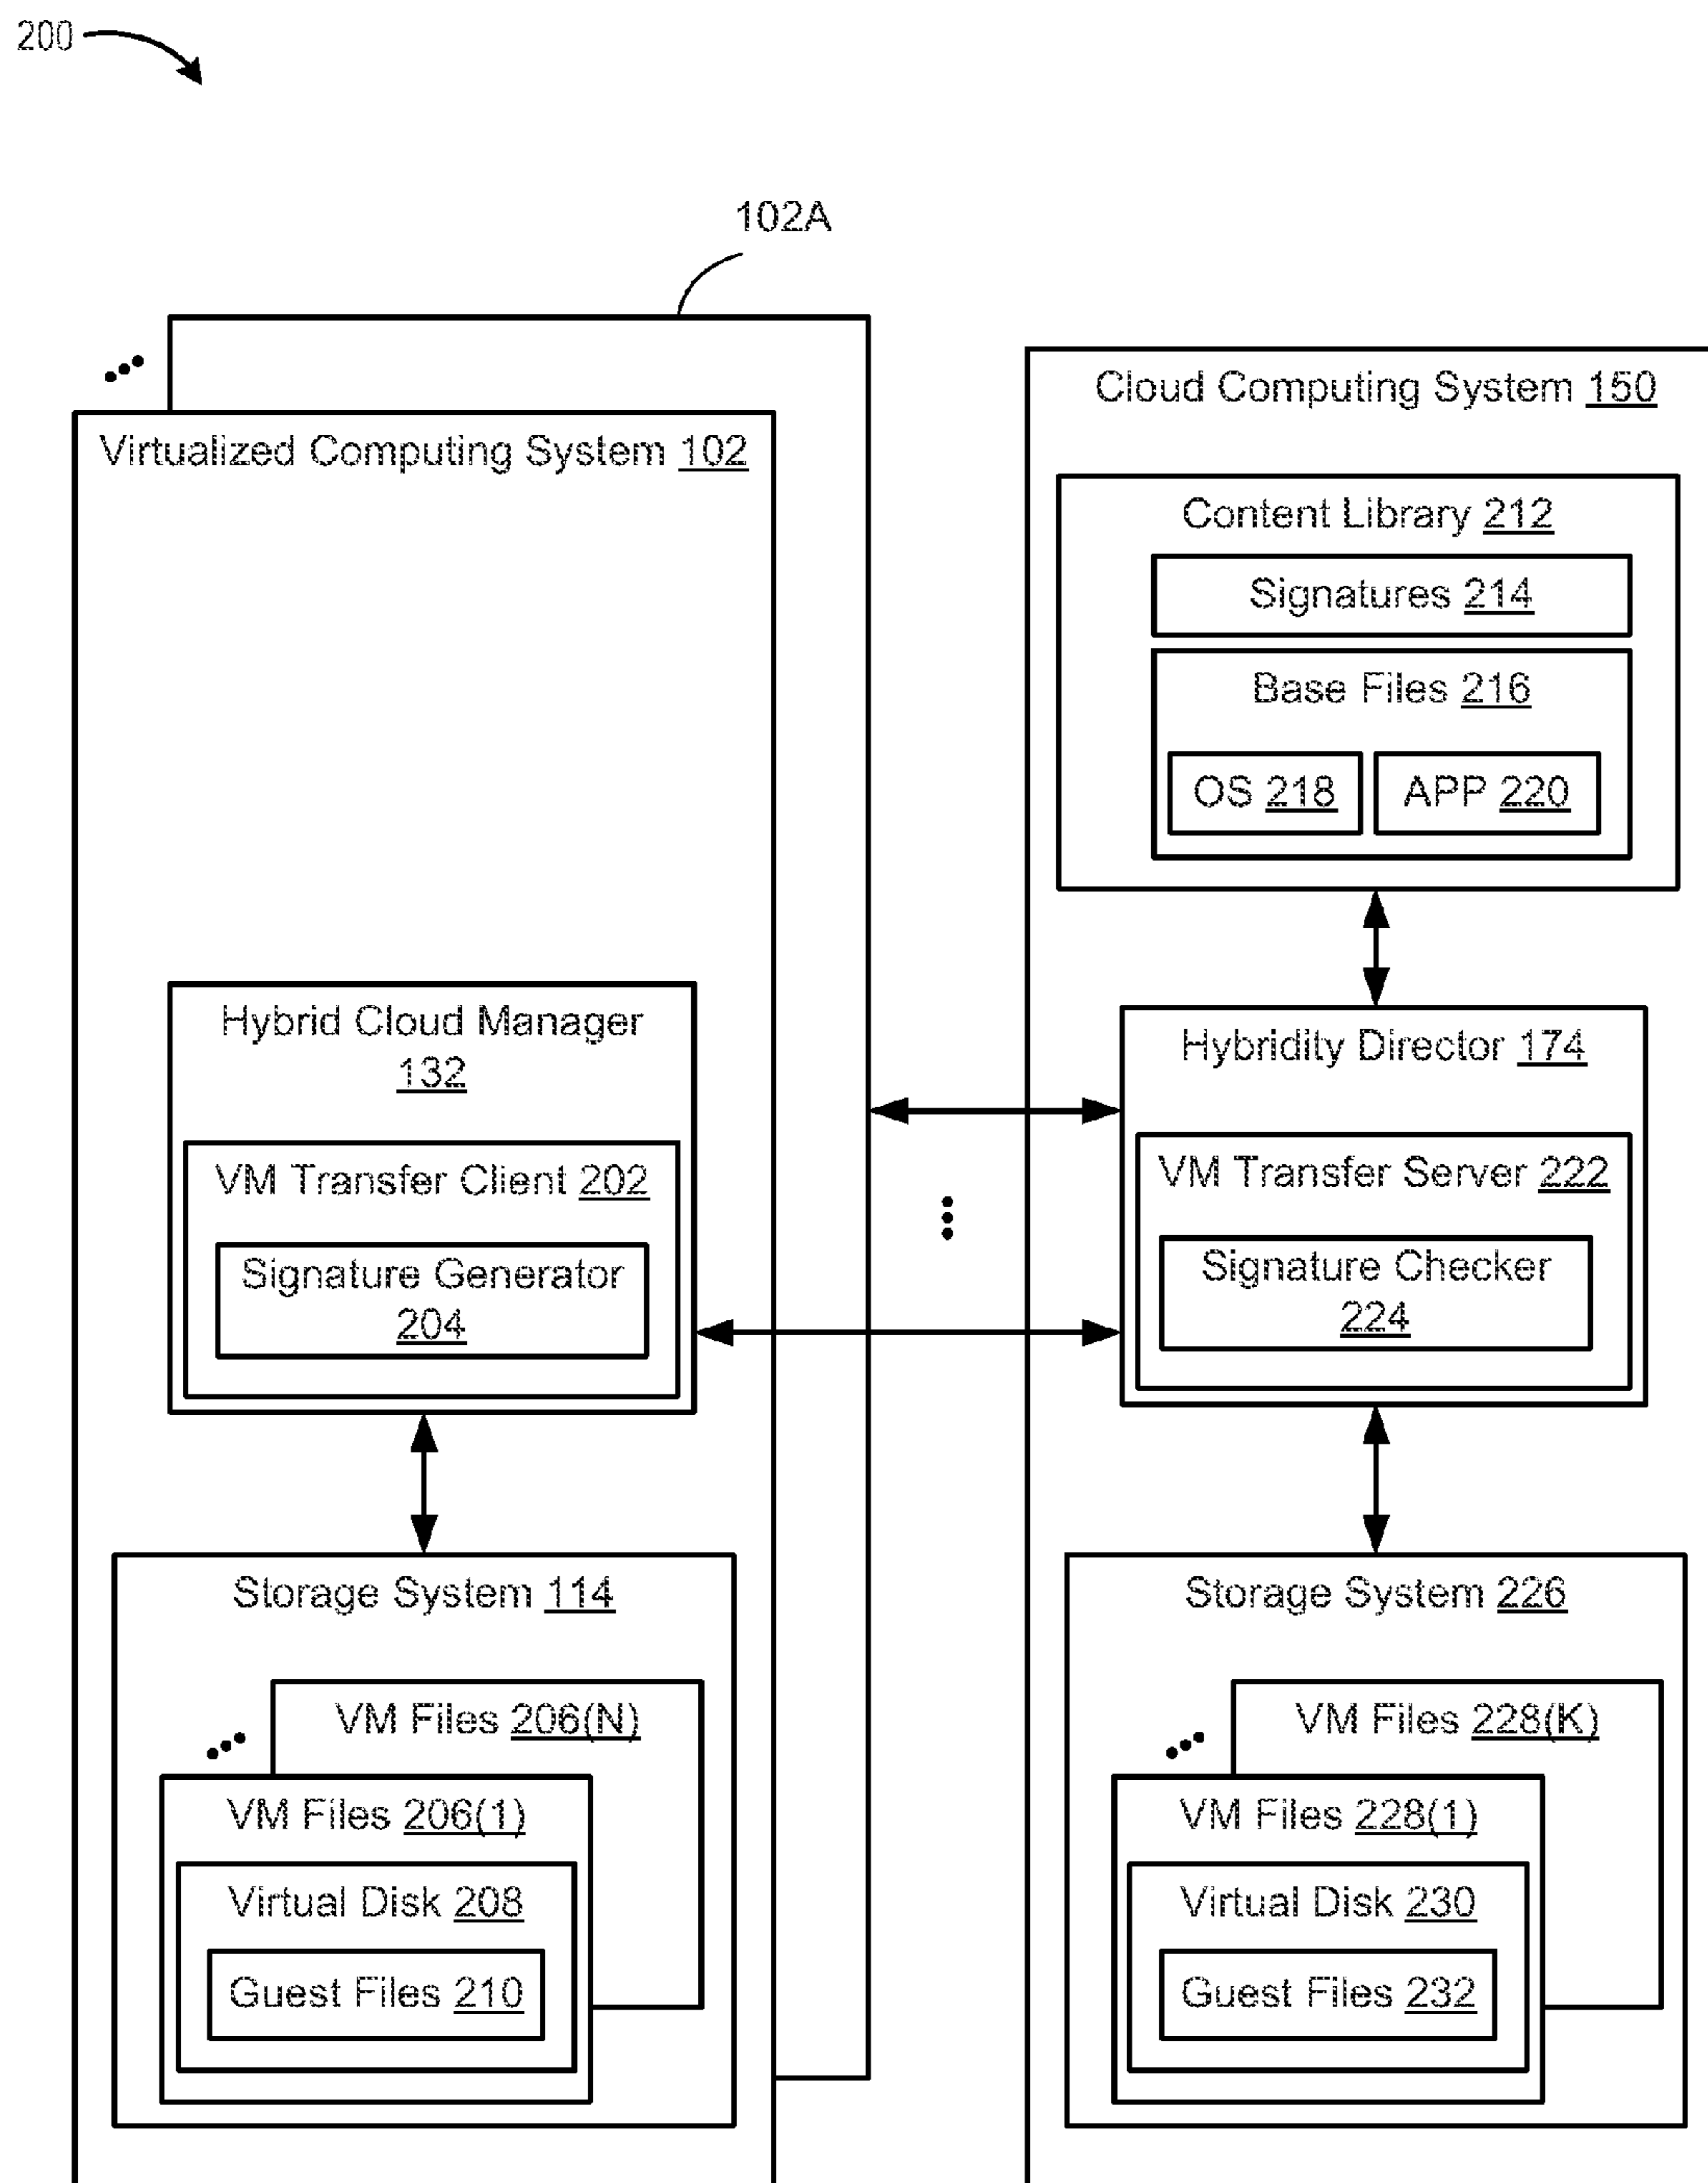 200
102A
Virtualized Computing System 102
Hybrid Cloud Manager
132
VM Transfer Client 202
Signature Generator
204
Storage System 114
VM Files 206(N)
VM Files 206(1)
Virtual Disk 208
Guest Files 210
Cloud Computing System 150
Content Library 212
Signatures 214
Base Files 216
OS 218
APP 220
Hybridity Director 174
VM Transfer Server 222
Signature Checker
224
Storage System 226
VM Files 228(K)
VM Files 228(1)
Virtual Disk 230
Guest Files 232